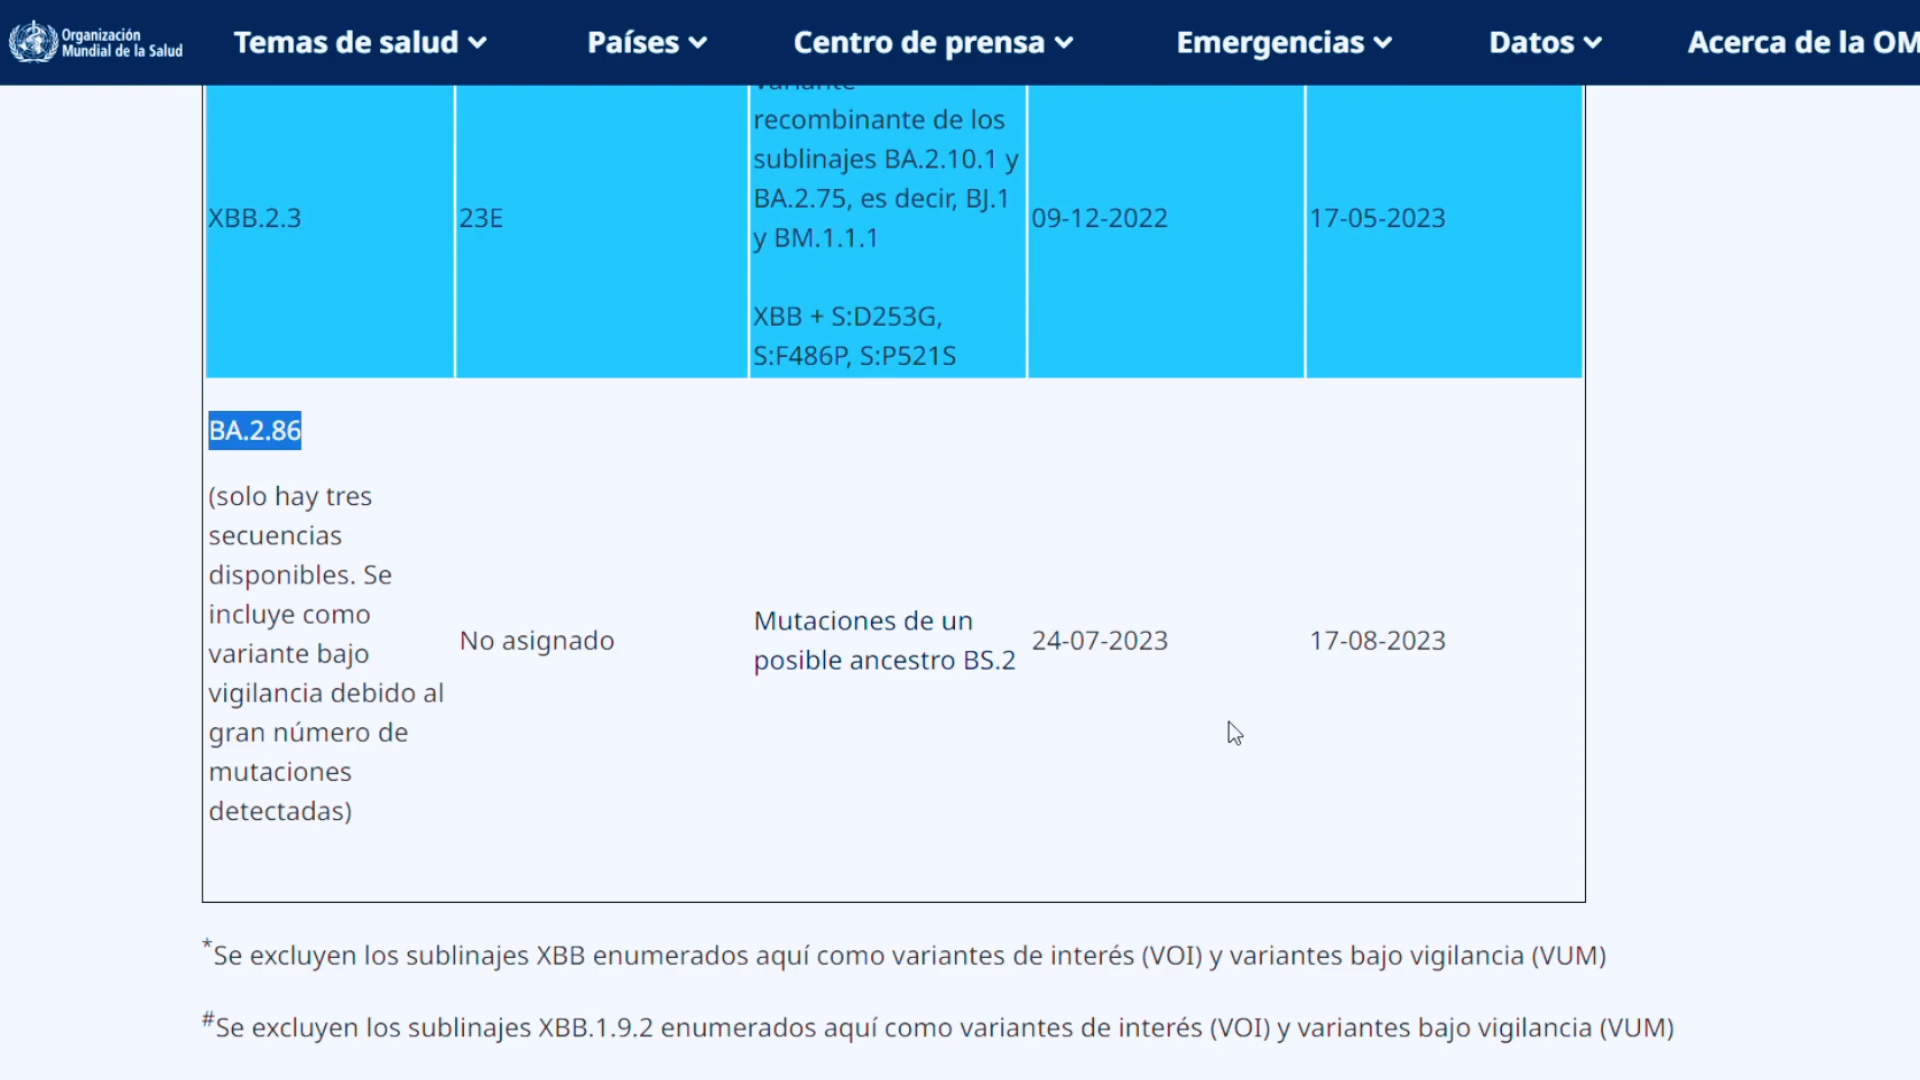 Organización
Mundial de la Salud
Temas de salud
Países
Centro de prensa
Emergencias
Datos
Acerca de la OM
XBB.2.3
23E
variante
recombinante de los
sublinajes BA.2.10.1 y
BA.2.75, es decir, BJ.1
y BM.1.1.1
XBB + S:D253G,
S:F486P, S:P521S
09-12-2022
17-05-2023
BA.2.86
(solo hay tres
secuencias
disponibles. Se
incluye como
variante bajo
vigilancia debido al
gran número de
mutaciones
detectadas)
No asignado
Mutaciones de un
posible ancestro BS.2
24-07-2023
17-08-2023
*Se excluyen los sublinajes XBB enumerados aquí como variantes de interés (VOI) y variantes bajo vigilancia (VUM)
#Se excluyen los sublinajes XBB.1.9.2 enumerados aquí como variantes de interés (VOI) y variantes bajo vigilancia (VUM)